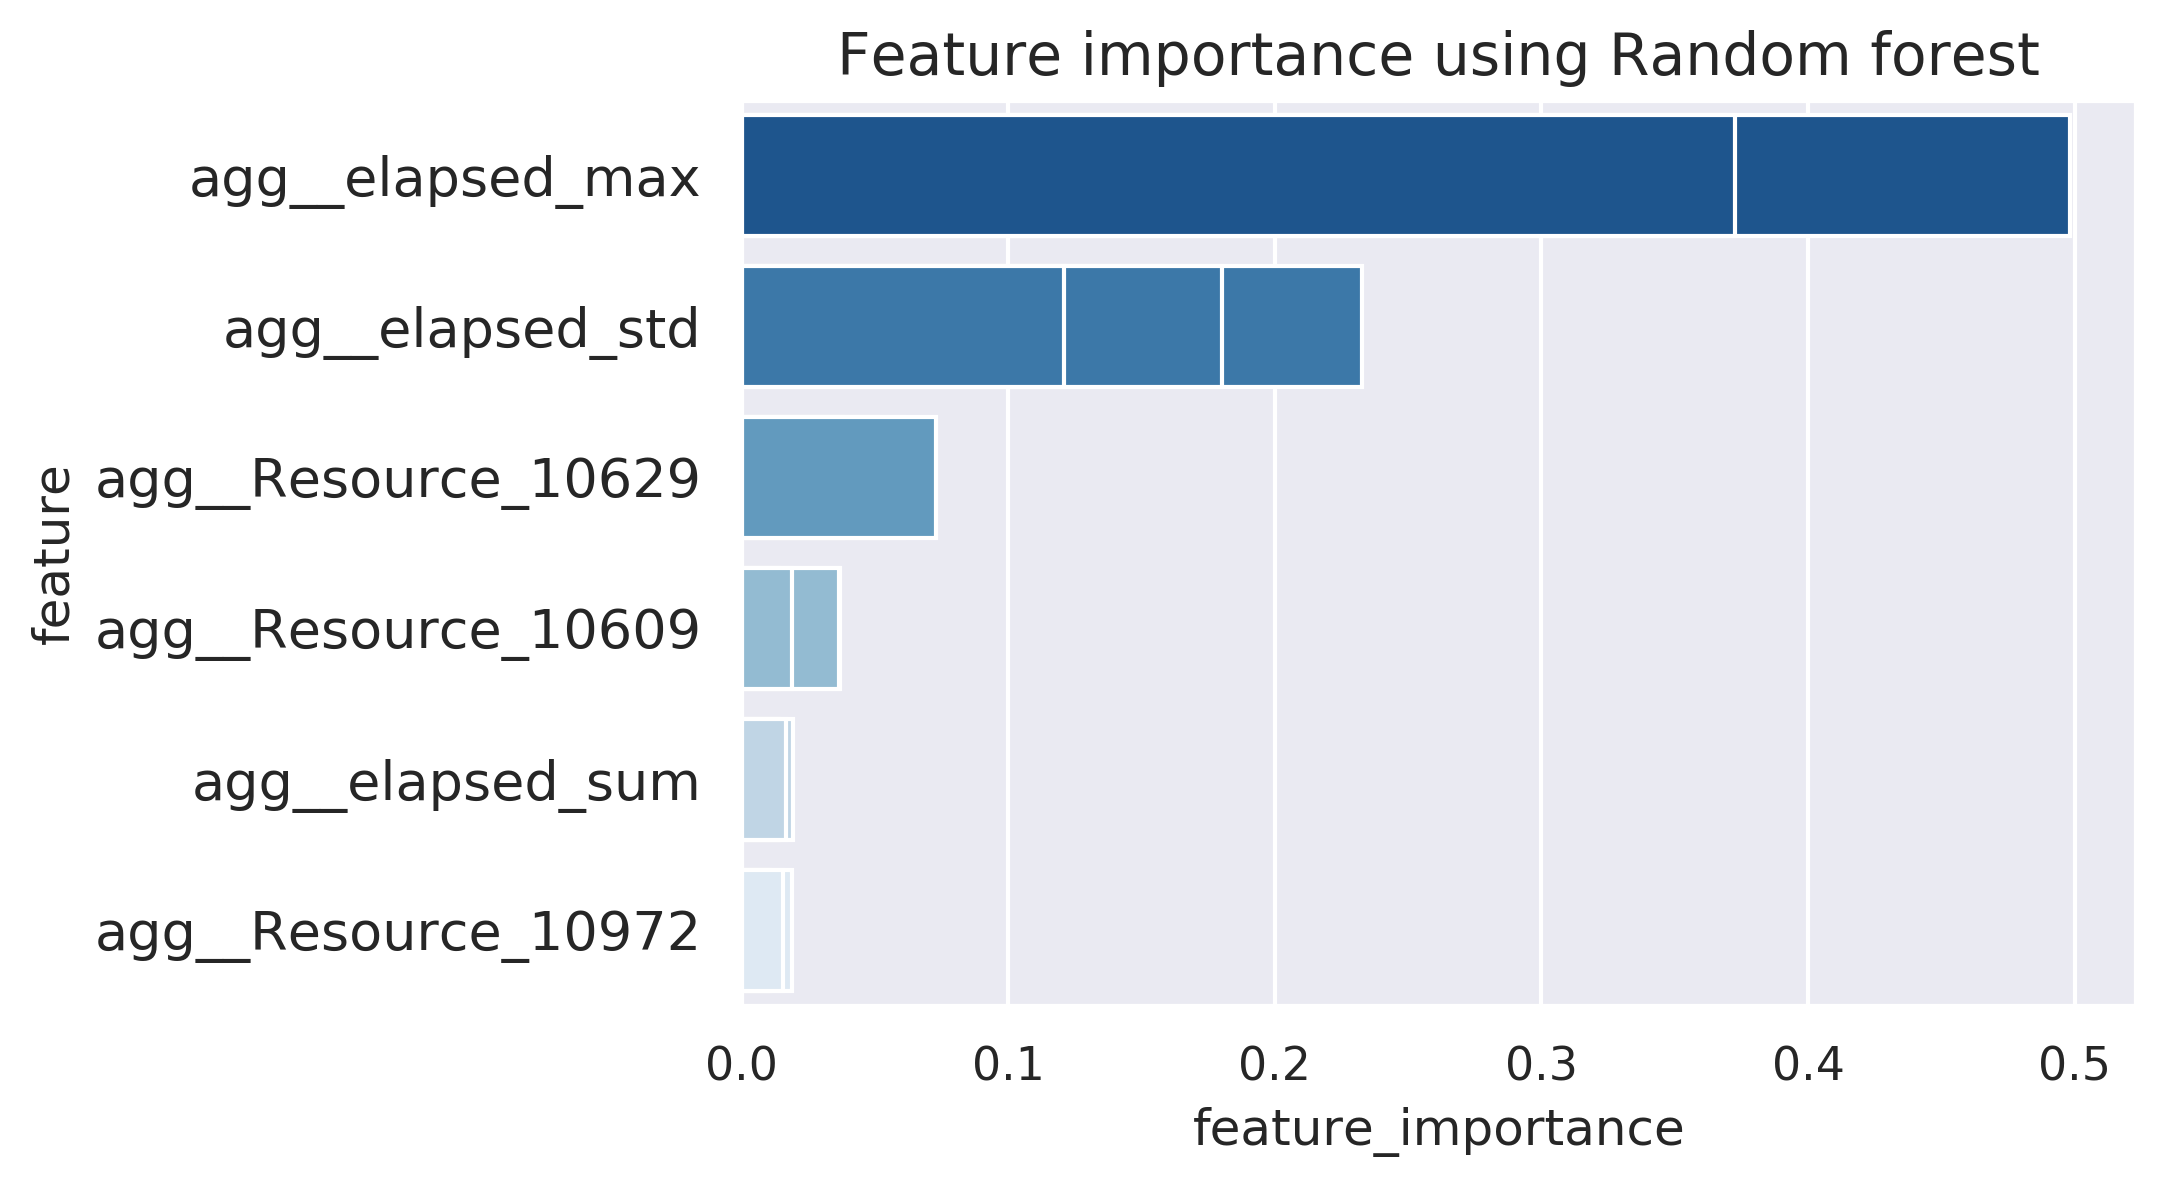 Feature importance using Random forest
feature
agg__elapsed_max
agg__elapsed_std
agg__Resource_10629
agg__Resource_10609
agg__elapsed_sum
agg__Resource_10972
0.0 0.1 0.2 0.3 0.4 0.5
feature_importance